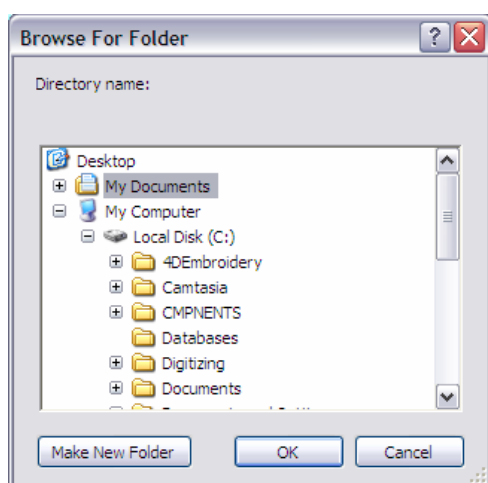 Browse For Folder
Directory name:
Desktop
My Documents
My Computer
Local Disk (C:)
4DEmbroidery
Camtasia
CMPNENTS
Databases
Digitizing
Documents
Make New Folder
OK
Cancel